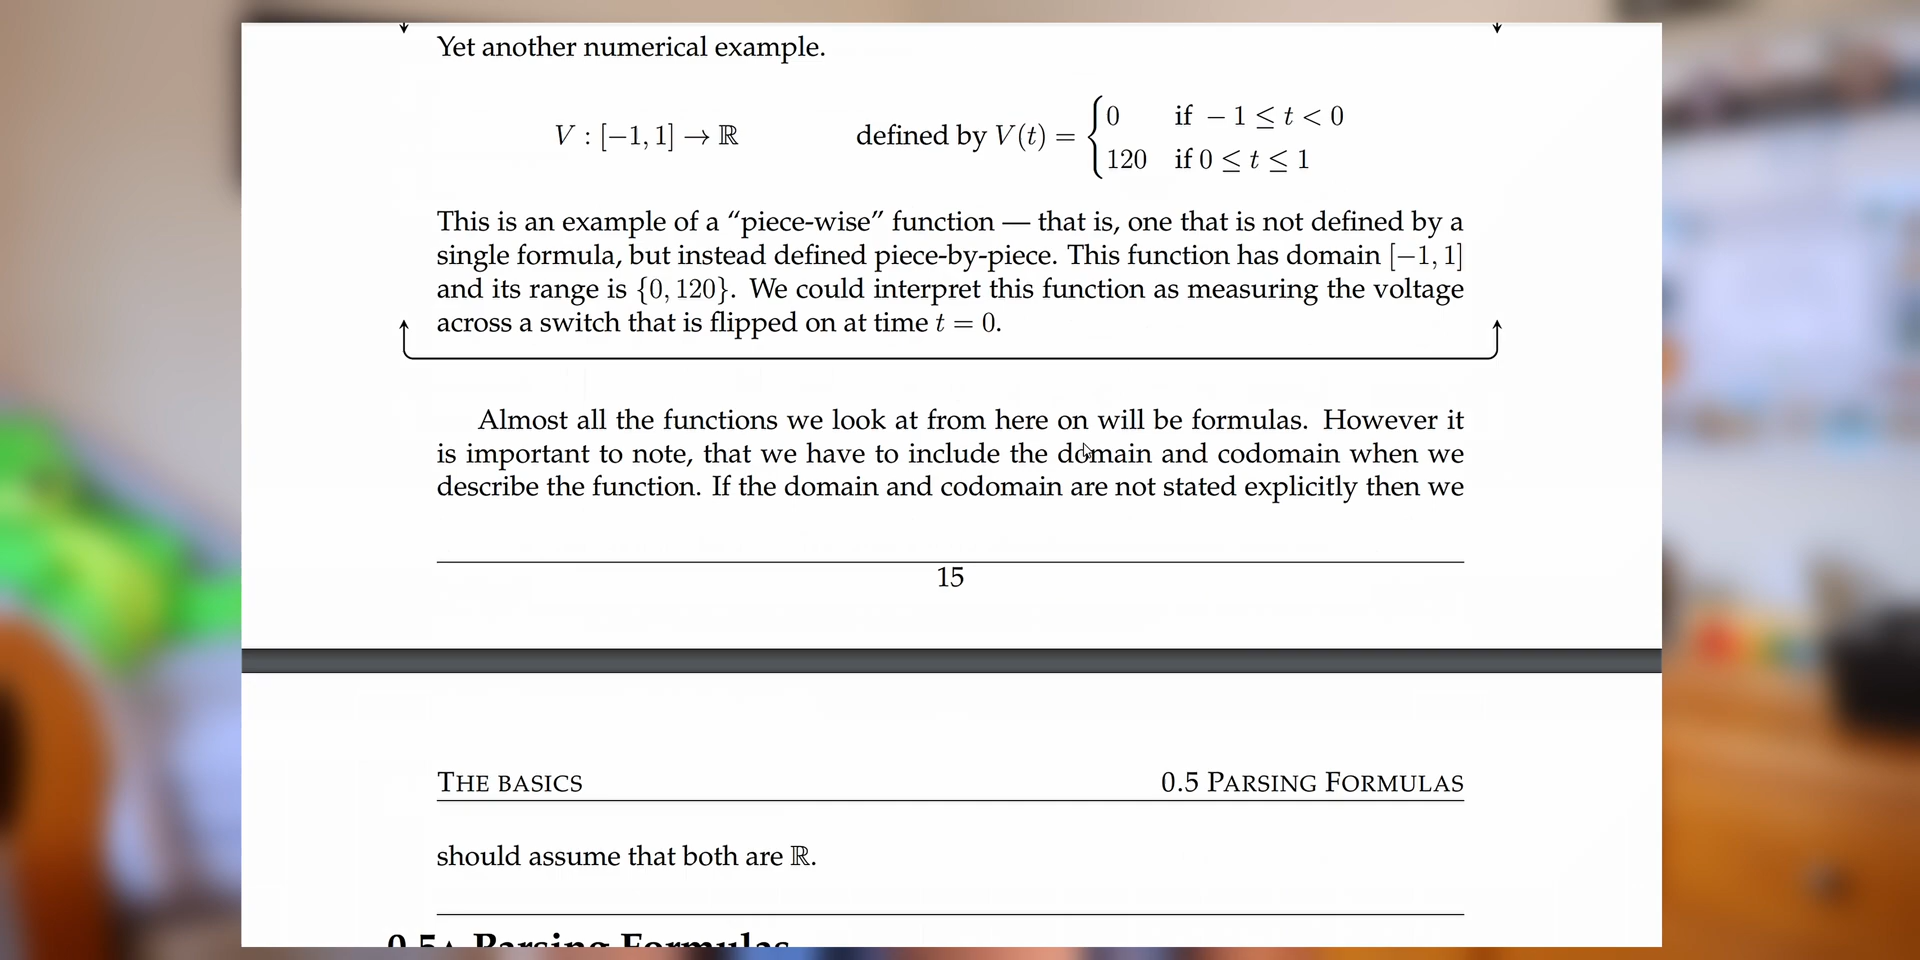 Yet another numerical example.
V : [−1, 1] → ℝ defined by V(t) = { 0 if − 1 ≤ t < 0
120 if 0 ≤ t ≤ 1
This is an example of a “piece-wise” function — that is, one that is not defined by a
single formula, but instead defined piece-by-piece. This function has domain [−1, 1]
and its range is {0, 120}. We could interpret this function as measuring the voltage
across a switch that is flipped on at time t = 0.
Almost all the functions we look at from here on will be formulas. However it
is important to note, that we have to include the domain and codomain when we
describe the function. If the domain and codomain are not stated explicitly then we
15
THE BASICS 0.5 PARSING FORMULAS
should assume that both are ℝ.
0.5▲ Parsing Formulas